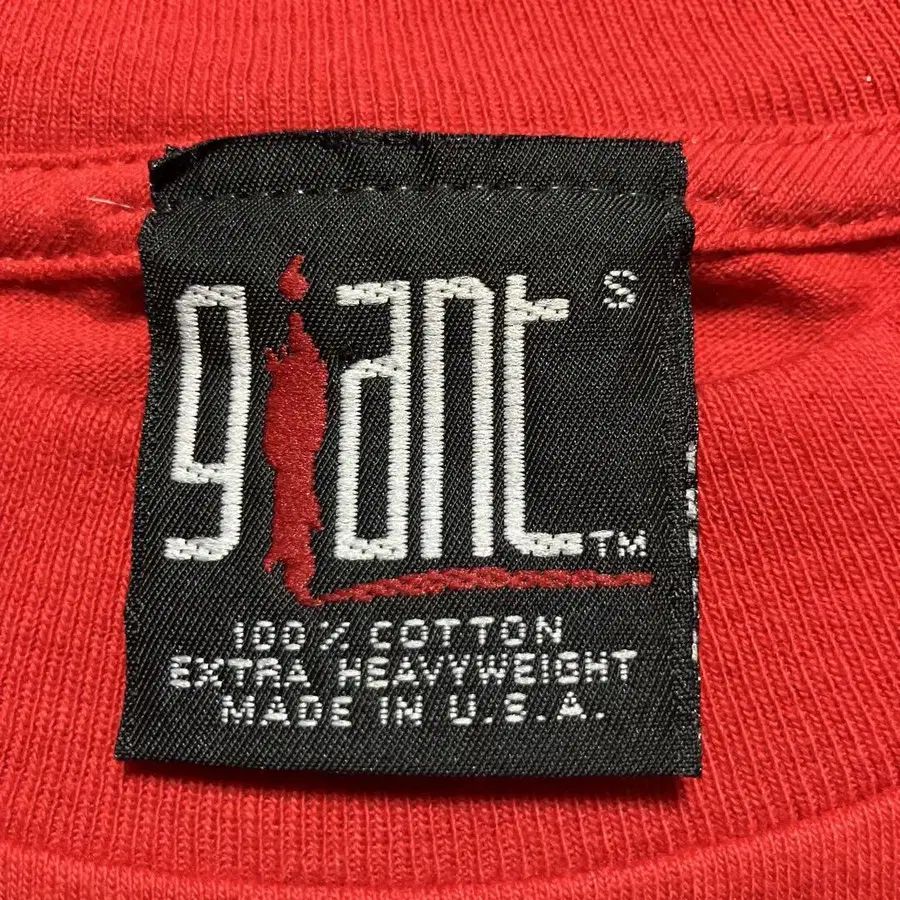 giant S
TM
100% COTTON
EXTRA HEAVYWEIGHT
MADE IN U.S.A.